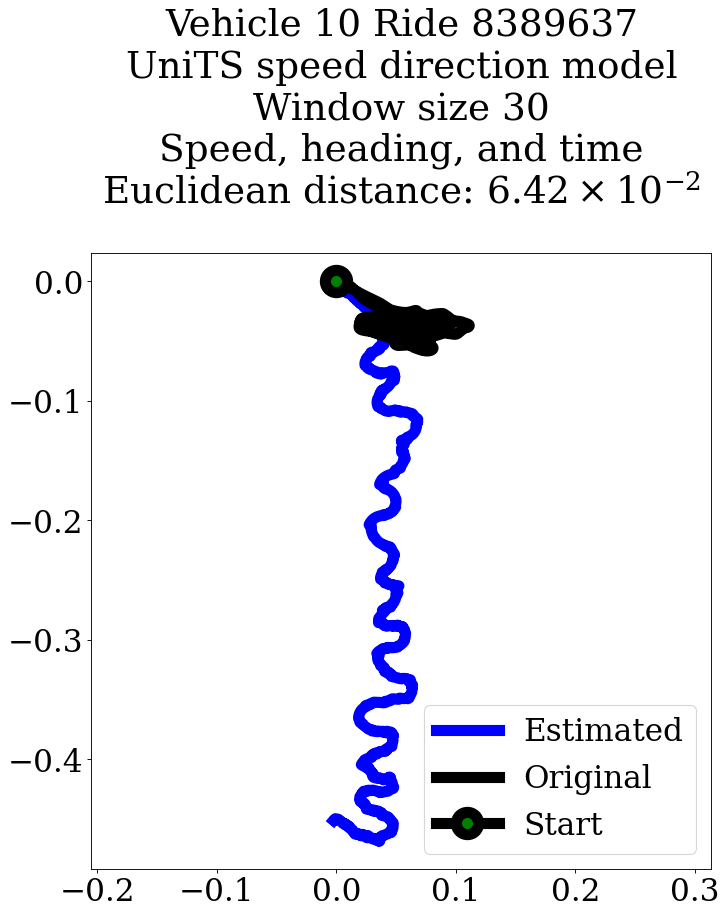 Vehicle 10 Ride 8389637
UniTS speed direction model
Window size 30
Speed, heading, and time
Euclidean distance: 6.42 × 10⁻²
0.0
−0.1
−0.2
−0.3
−0.4
Estimated
Original
Start
−0.2
−0.1
0.0
0.1
0.2
0.3